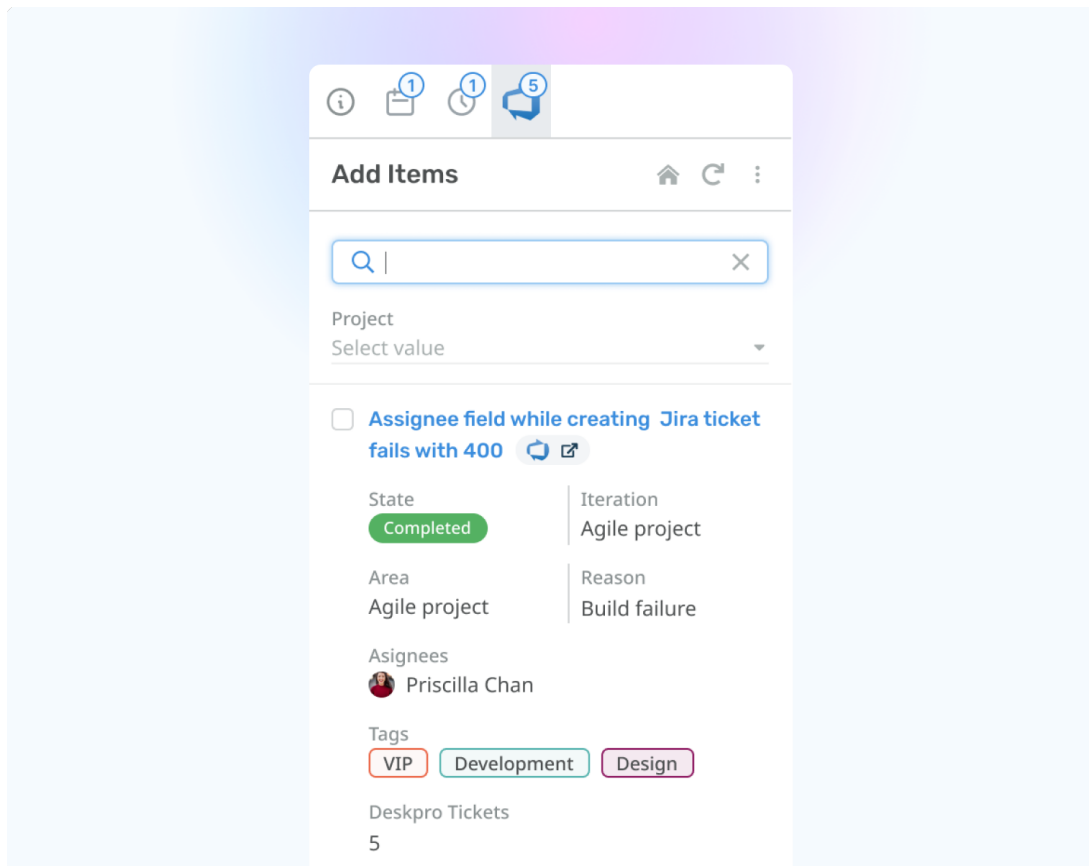 1
1
5
Add Items
Project
Select value
Assignee field while creating Jira ticket
fails with 400
State
Iteration
Completed
Agile project
Area
Reason
Agile project
Build failure
Asignees
Priscilla Chan
Tags
VIP
Development
Design
Deskpro Tickets
5